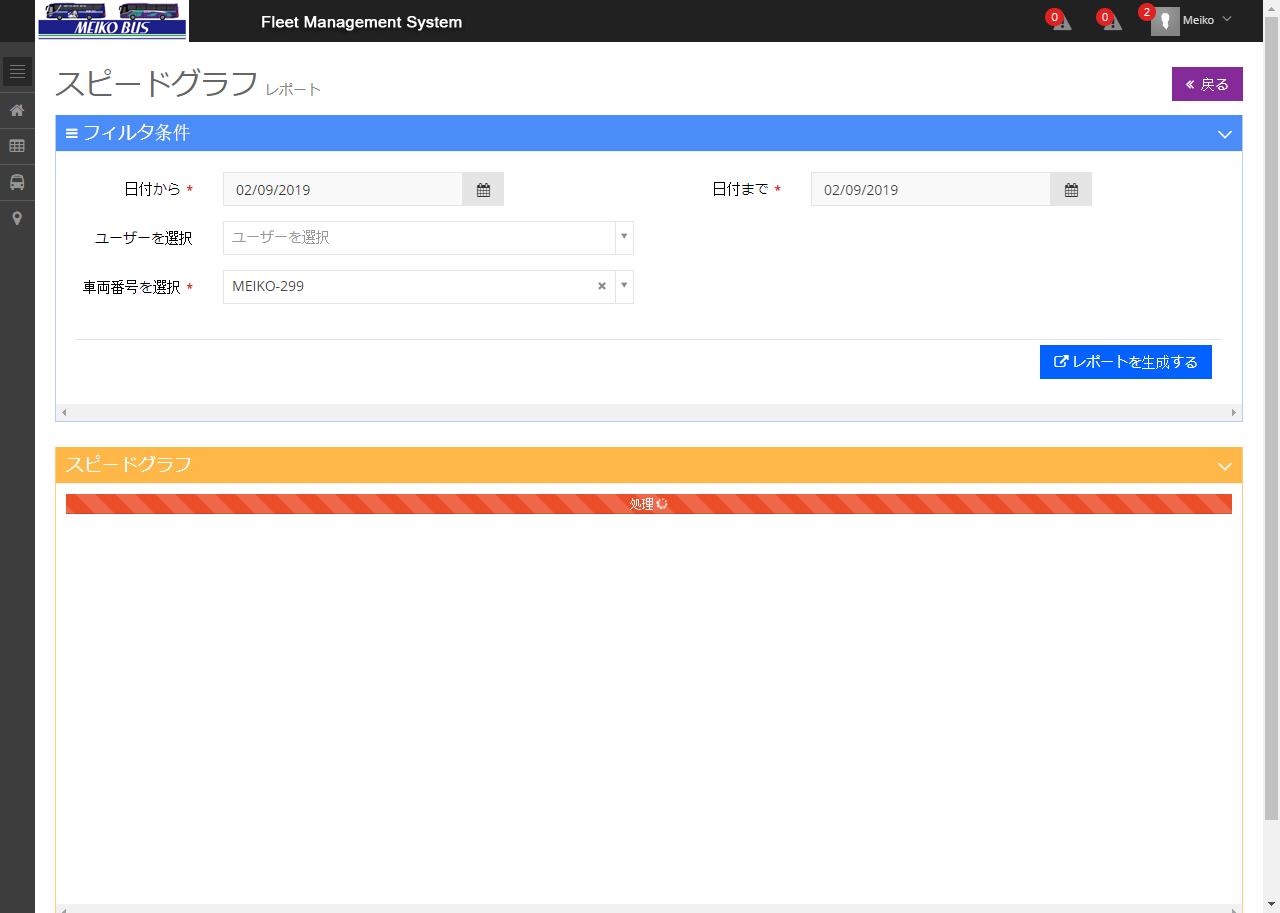 MEIKO BUS
Fleet Management System
0
0
2
Meiko
スピードグラフ レポート
« 戻る
フィルタ条件
日付から *
02/09/2019
日付まで *
02/09/2019
ユーザーを選択
ユーザーを選択
車両番号を選択 *
MEIKO-299
レポートを生成する
スピードグラフ
処理